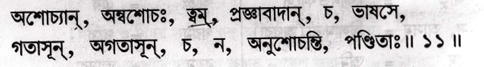 অশোচ্যান্, অন্বশোচঃ, ত্বম্, প্রজ্ঞাবাদান্, চ, ভাষসে,
গতাসূন্, অগতাসূন্, চ, ন, অনুশোচন্তি, পণ্ডিতাঃ॥ ১১ ॥